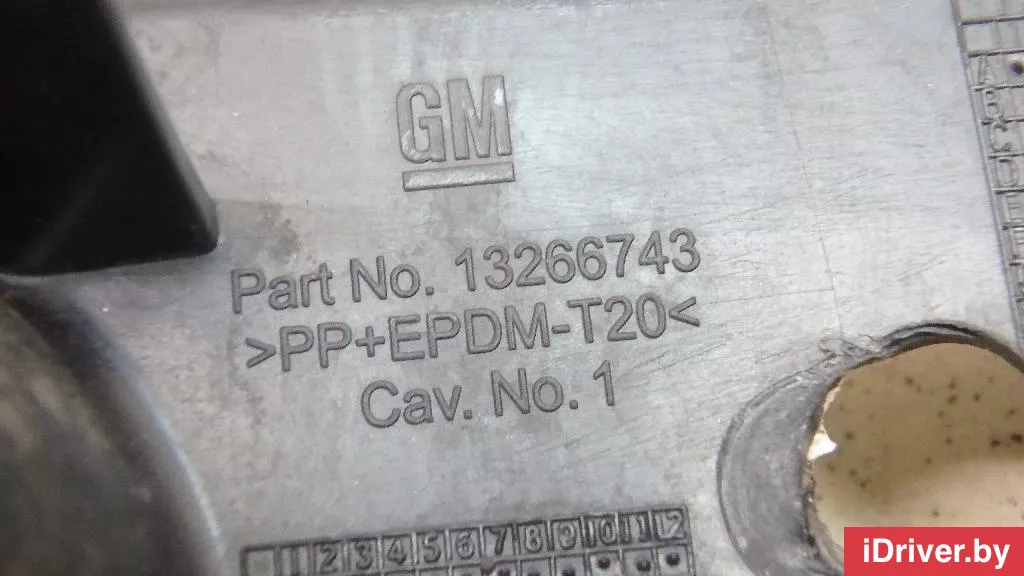 GM
Part No. 13266743
>PP+EPDM-T20<
Cav. No. 1
1 2 3 4 5 6 7 8 9 10 11 12
A
B
iDriver.by